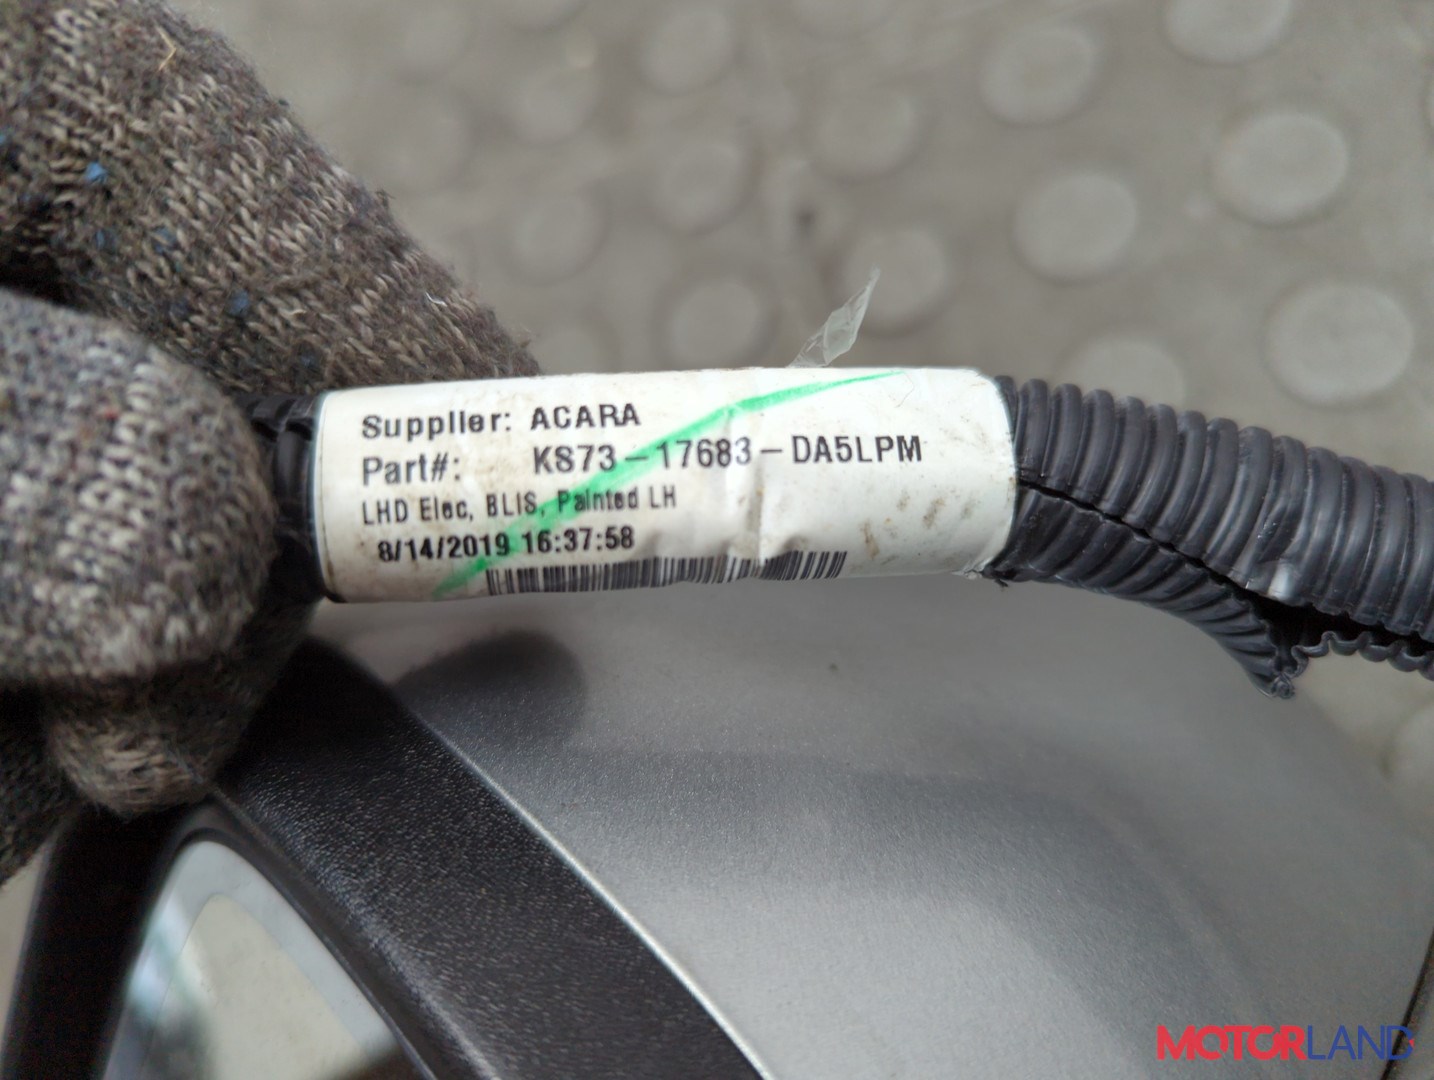 Supplier: ACARA
Part#: KS73-17683-DA5LPM
LHD Elec, BLIS, Painted LH
8/14/2019 16:37:58
MOTORLAND